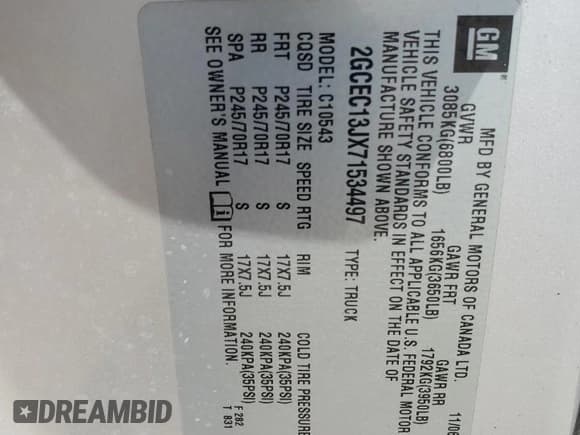 GM ®
MFD BY GENERAL MOTORS OF CANADA LTD. 11/06
GVWR GAWR FRT GAWR RR
3085KG(6800LB) 1656KG(3650LB) 1792KG(3950LB)
THIS VEHICLE CONFORMS TO ALL APPLICABLE U.S. FEDERAL MOTOR
VEHICLE SAFETY STANDARDS IN EFFECT ON THE DATE OF
MANUFACTURE SHOWN ABOVE.
2GCEC13JX71534497 TYPE: TRUCK
MODEL: C10543
CQSD TIRE SIZE SPEED RTG RIM COLD TIRE PRESSURE
FRT P245/70R17 S 17X7.5J 240KPA(35PSI)
RR P245/70R17 S 17X7.5J 240KPA(35PSI)
SPA P245/70R17 S 17X7.5J 240KPA(35PSI)
SEE OWNER'S MANUAL FOR MORE INFORMATION.
F 282
T 831
DREAMBID